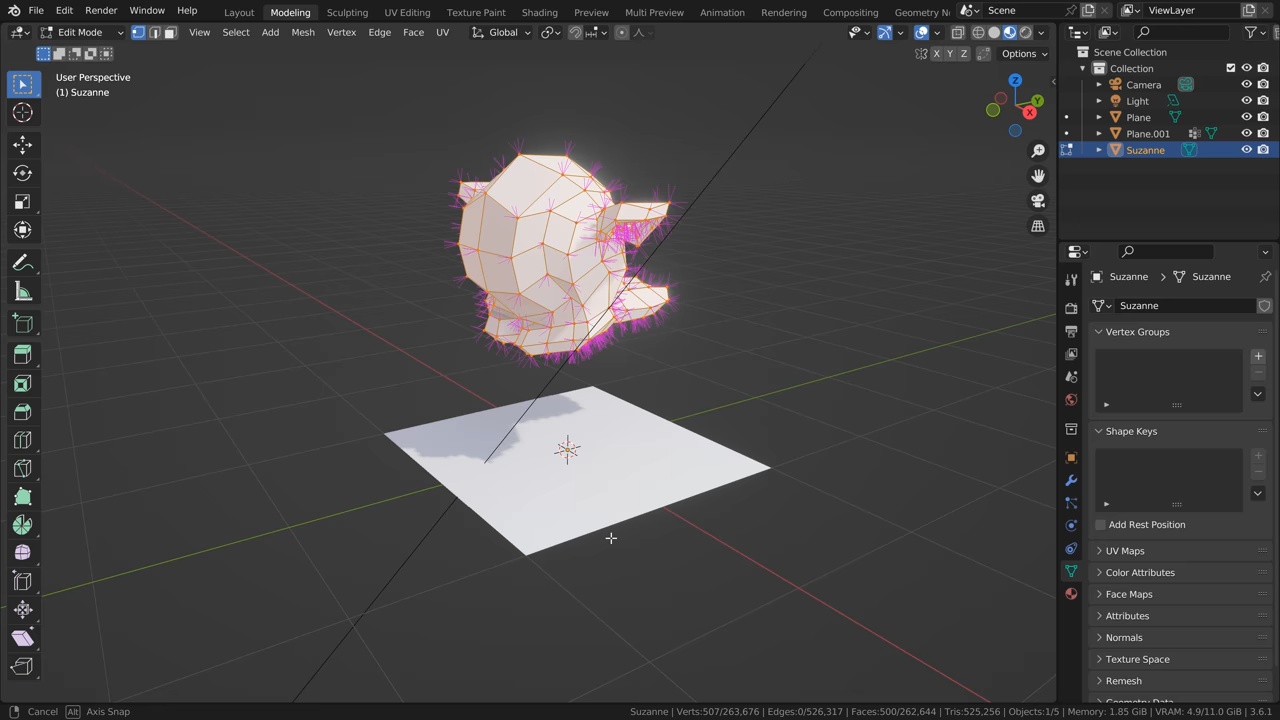 File Edit Render Window Help Layout Modeling Sculpting UV Editing Texture Paint Shading Preview Multi Preview Animation Rendering Compositing Geometry N Scene ViewLayer
Edit Mode View Select Add Mesh Vertex Edge Face UV Global
X Y Z Options
User Perspective
(1) Suzanne
Z
Y
X
Scene Collection
Collection
Camera
Light
Plane
Plane.001
Suzanne
Suzanne > Suzanne
Suzanne
Vertex Groups
Shape Keys
Add Rest Position
UV Maps
Color Attributes
Face Maps
Attributes
Normals
Texture Space
Remesh
Geometry Data
Cancel Alt Axis Snap Suzanne | Verts:507/263,676 | Edges:0/526,317 | Faces:500/262,644 | Tris:525,256 | Objects:1/5 | Memory: 1.85 GiB | VRAM: 4.9/11.0 GiB | 3.6.1